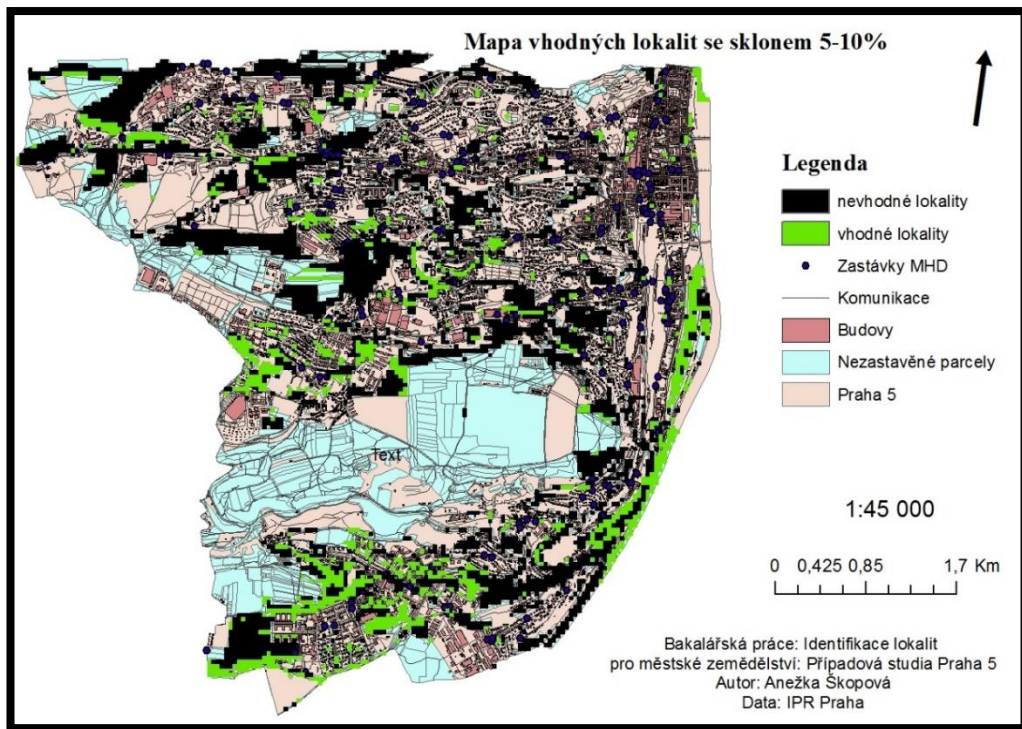 Mapa vhodných lokalit se sklonem 5-10%
Legenda
nevhodné lokality
vhodné lokality
Zastávky MHD
Komunikace
Budovy
Nezastavěné parcely
Praha 5
Text
1:45 000
0 0,425 0,85 1,7 Km
Bakalářská práce: Identifikace lokalit
pro městské zemědělství: Případová studia Praha 5
Autor: Anežka Škopová
Data: IPR Praha